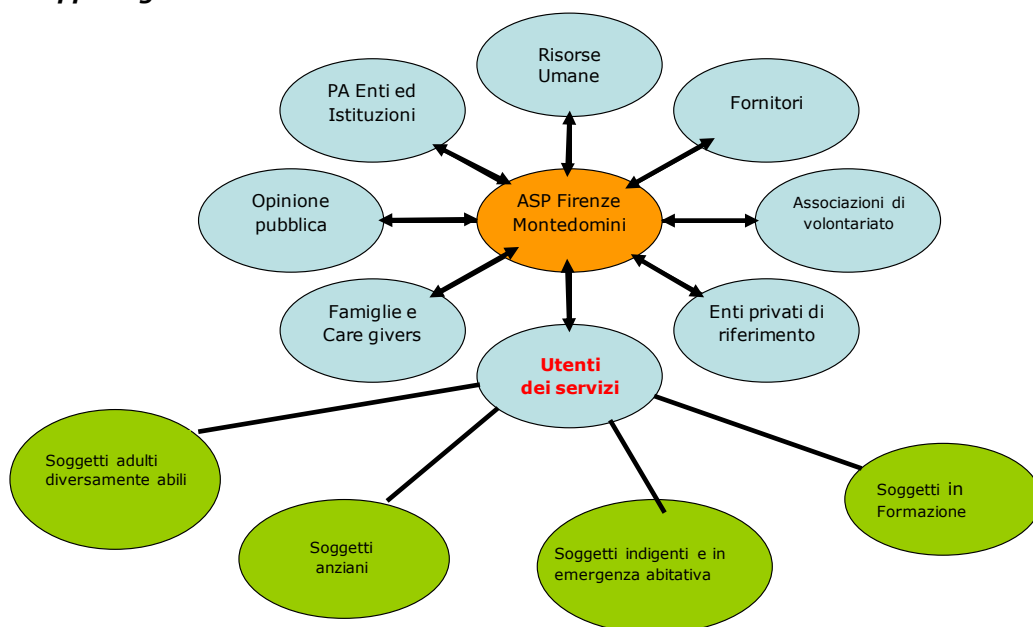 Risorse
Umane
PA Enti ed
Istituzioni
Fornitori
Opinione
pubblica
ASP Firenze
Montedomini
Associazioni di
volontariato
Famiglie e
Care givers
Enti privati di
riferimento
Utenti
dei servizi
Soggetti adulti
diversamente abili
Soggetti
anziani
Soggetti indigenti e in
emergenza abitativa
Soggetti in
Formazione